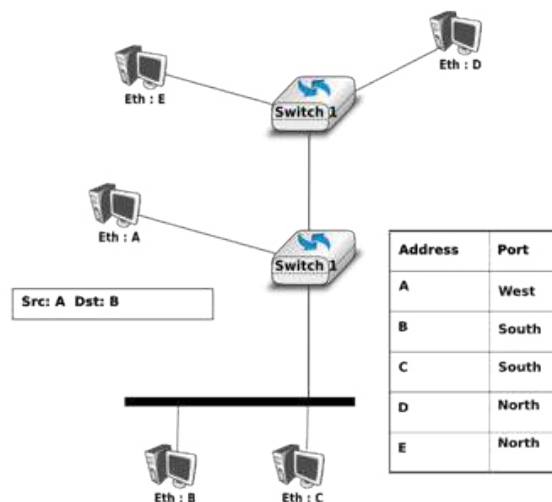 Eth : D
Eth : E
Switch 1
Eth : A
Switch 1
Src: A Dst: B
Address Port
A West
B South
C South
D North
E North
Eth : B
Eth : C